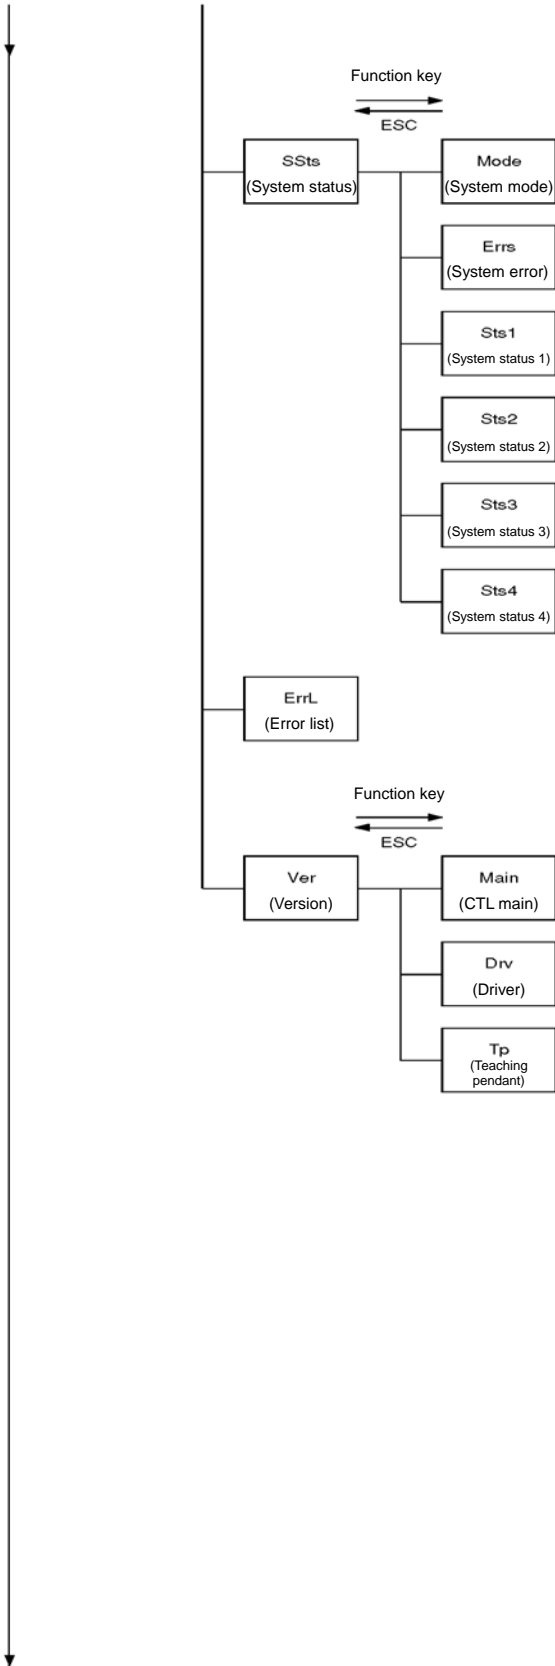 Function key
ESC
SSts
(System status)
Mode
(System mode)
Errs
(System error)
Sts1
(System status 1)
Sts2
(System status 2)
Sts3
(System status 3)
Sts4
(System status 4)
ErrL
(Error list)
Function key
ESC
Ver
(Version)
Main
(CTL main)
Drv
(Driver)
Tp
(Teaching
pendant)